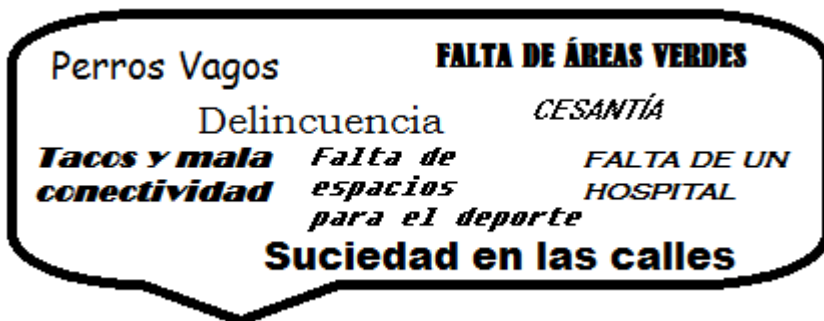 Perros Vagos
FALTA DE ÁREAS VERDES
Delincuencia
CESANTÍA
Tacos y mala
conectividad
Falta de
espacios
para el deporte
FALTA DE UN
HOSPITAL
Suciedad en las calles